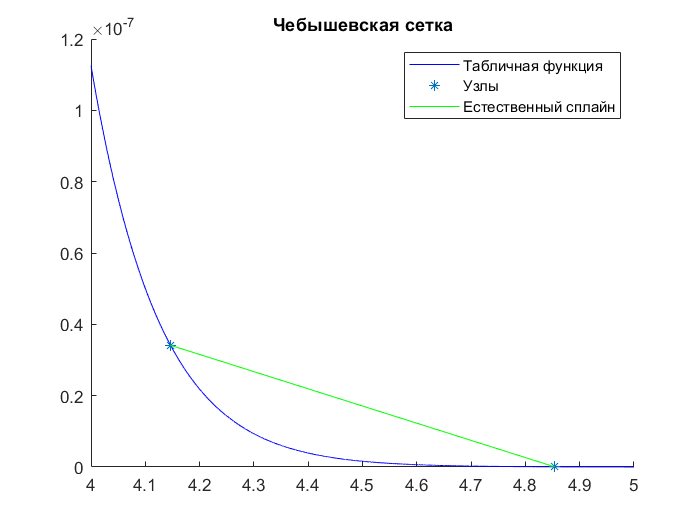 Чебышевская сетка
×10⁻⁷
1.2
1
0.8
0.6
0.4
0.2
0
4 4.1 4.2 4.3 4.4 4.5 4.6 4.7 4.8 4.9 5
Табличная функция
Узлы
Естественный сплайн